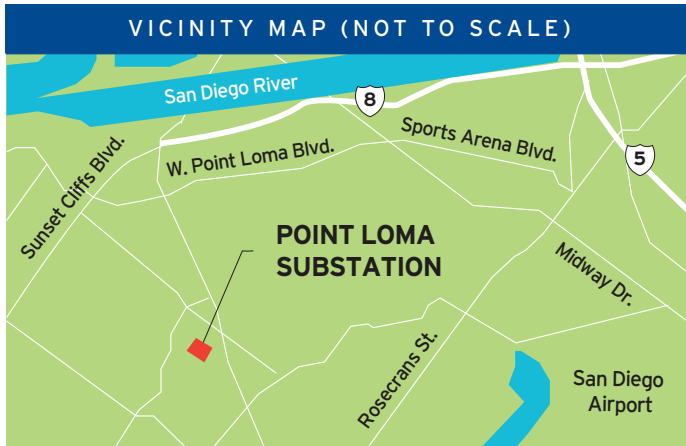 VICINITY MAP (NOT TO SCALE)
San Diego River
8
Sports Arena Blvd.
5
W. Point Loma Blvd.
Sunset Cliffs Blvd.
POINT LOMA
SUBSTATION
Midway Dr.
Rosecrans St.
San Diego
Airport